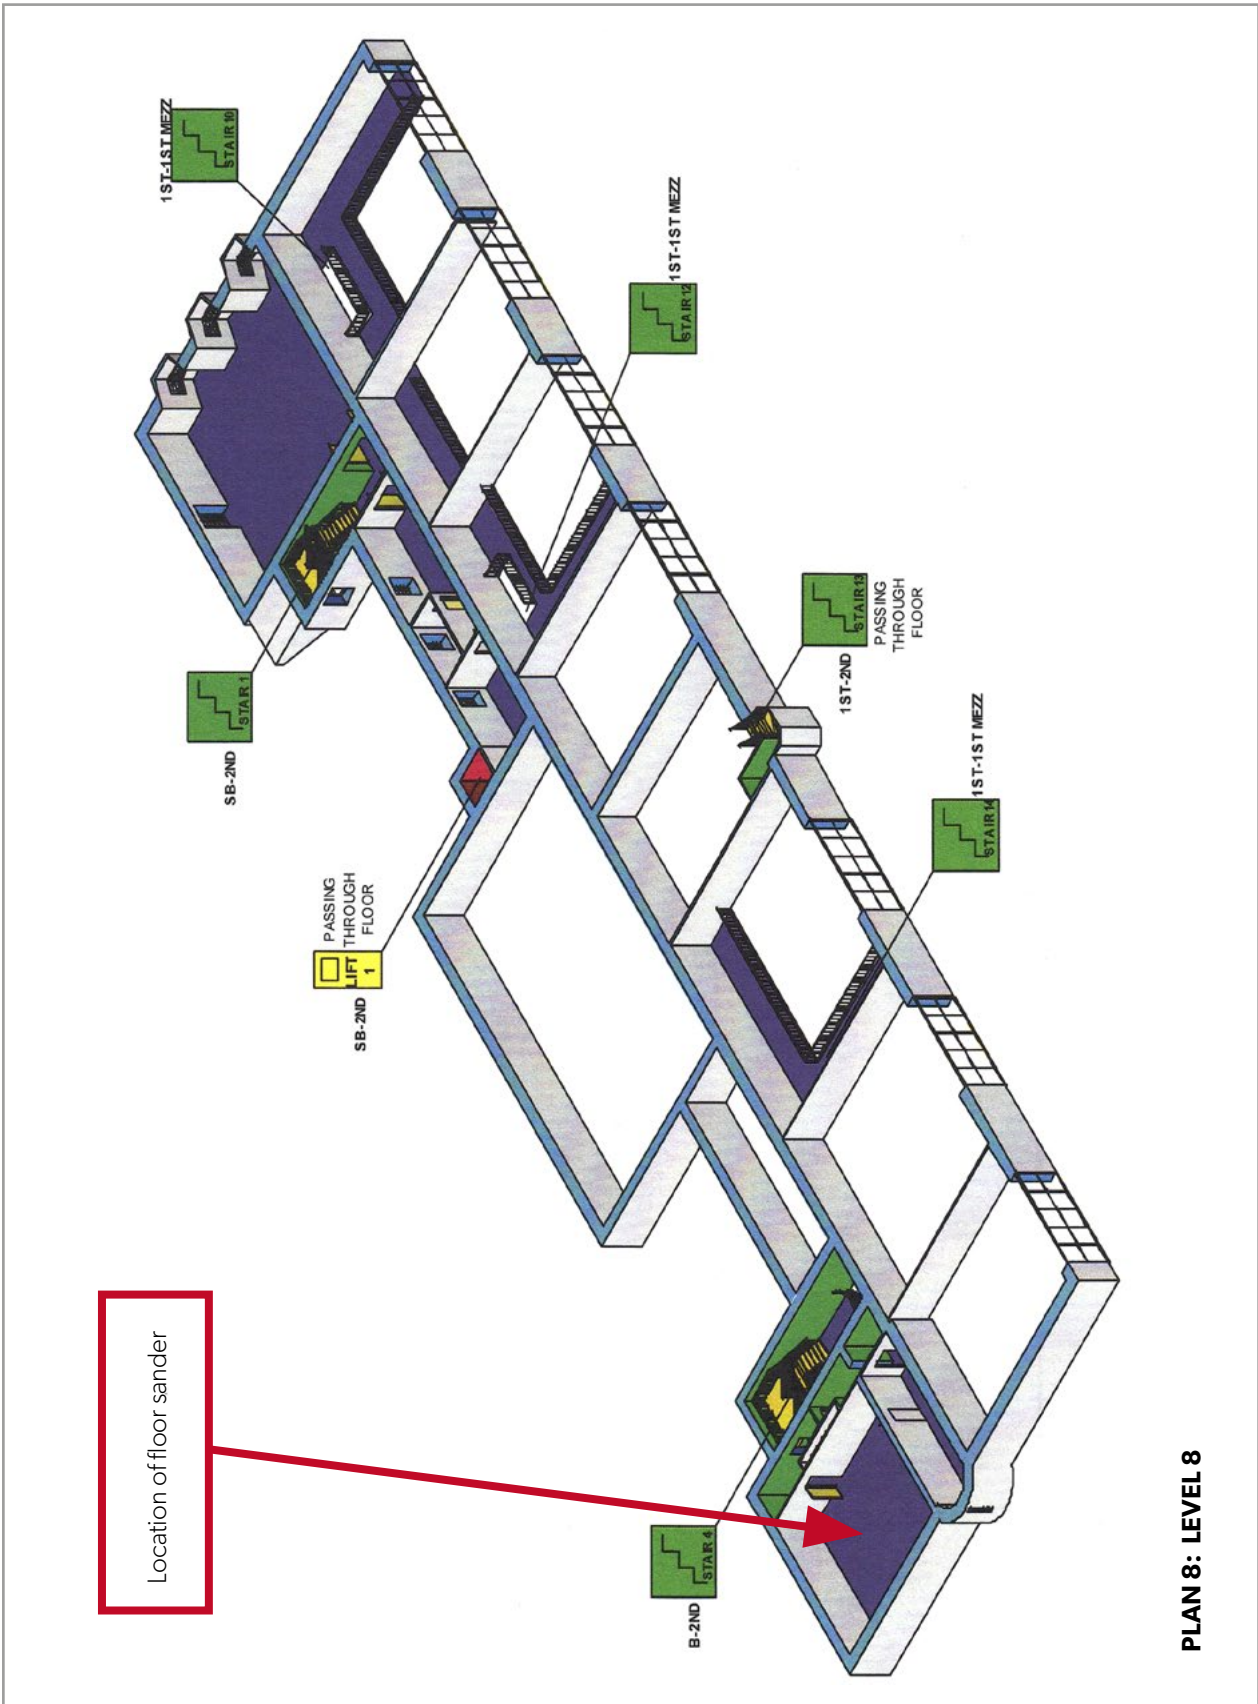 Location of floor sander
1ST-1ST MEZZ
STAIR 10
1ST-1ST MEZZ
STAIR 12
SB-2ND
STAIR 1
PASSING
THROUGH
FLOOR
LIFT
1
SB-2ND
STAIR 13
1ST-2ND
PASSING
THROUGH
FLOOR
1ST-1ST MEZZ
STAIR 14
B-2ND
STAIR 4
PLAN 8: LEVEL 8